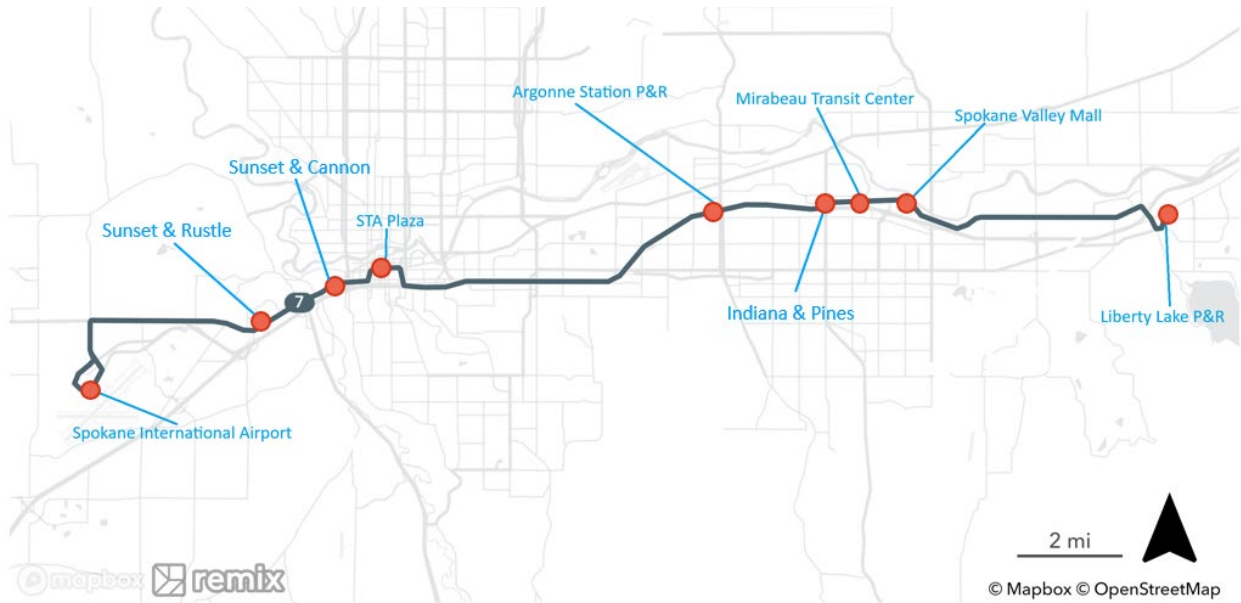 Argonne Station P&R
Mirabeau Transit Center
Spokane Valley Mall
Sunset & Cannon
STA Plaza
Sunset & Rustle
7
Indiana & Pines
Liberty Lake P&R
Spokane International Airport
2 mi
mapbox remix
© Mapbox © OpenStreetMap